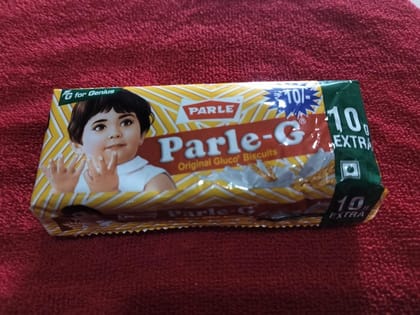 G for Genius
PARLE
₹10/-
Parle-G
Original Gluco Biscuits
10g
EXTRA
Parle-G
10g
EXTRA